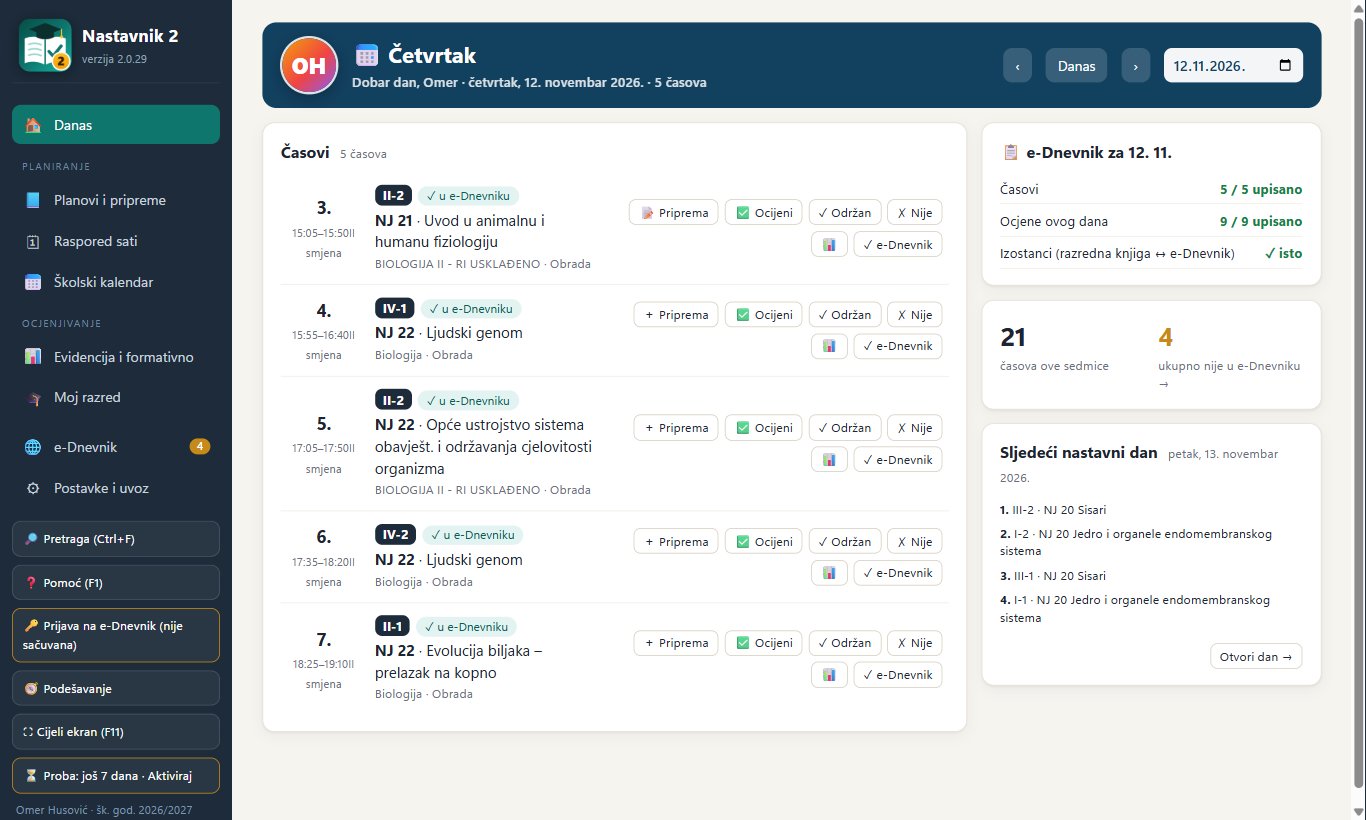 Nastavnik 2
verzija 2.0.29
Danas
PLANIRANJE
Planovi i pripreme
Raspored sati
Školski kalendar
OCJENJIVANJE
Evidencija i formativno
Moj razred
e-Dnevnik 4
Postavke i uvoz
Pretraga (Ctrl+F)
Pomoć (F1)
Prijava na e-Dnevnik (nije
sačuvana)
Podešavanje
Cijeli ekran (F11)
Proba: još 7 dana · Aktiviraj
Omer Husović · šk. god. 2026/2027
OH
Četvrtak
Dobar dan, Omer · četvrtak, 12. novembar 2026. · 5 časova
‹ Danas › 12.11.2026.
Časovi 5 časova
3.
15:05–15:50II
smjena
II-2 ✓ u e-Dnevniku
NJ 21 · Uvod u animalnu i
humanu fiziologiju
BIOLOGIJA II - RI USKLAĐENO · Obrada
Priprema Ocijeni ✓ Održan ✗ Nije
✓ e-Dnevnik
4.
15:55–16:40II
smjena
IV-1 ✓ u e-Dnevniku
NJ 22 · Ljudski genom
Biologija · Obrada
+ Priprema Ocijeni ✓ Održan ✗ Nije
✓ e-Dnevnik
5.
17:05–17:50II
smjena
II-2 ✓ u e-Dnevniku
NJ 22 · Opće ustrojstvo sistema
obavješt. i održavanja cjelovitosti
organizma
BIOLOGIJA II - RI USKLAĐENO · Obrada
+ Priprema Ocijeni ✓ Održan ✗ Nije
✓ e-Dnevnik
6.
17:35–18:20II
smjena
IV-2 ✓ u e-Dnevniku
NJ 22 · Ljudski genom
Biologija · Obrada
+ Priprema Ocijeni ✓ Održan ✗ Nije
✓ e-Dnevnik
7.
18:25–19:10II
smjena
II-1 ✓ u e-Dnevniku
NJ 22 · Evolucija biljaka –
prelazak na kopno
Biologija · Obrada
+ Priprema Ocijeni ✓ Održan ✗ Nije
✓ e-Dnevnik
e-Dnevnik za 12. 11.
Časovi 5 / 5 upisano
Ocjene ovog dana 9 / 9 upisano
Izostanci (razredna knjiga ↔ e-Dnevnik) ✓ isto
21
časova ove sedmice
4
ukupno nije u e-Dnevniku
→
Sljedeći nastavni dan petak, 13. novembar
2026.
1. III-2 · NJ 20 Sisari
2. I-2 · NJ 20 Jedro i organele endomembranskog
sistema
3. III-1 · NJ 20 Sisari
4. I-1 · NJ 20 Jedro i organele endomembranskog
sistema
Otvori dan →